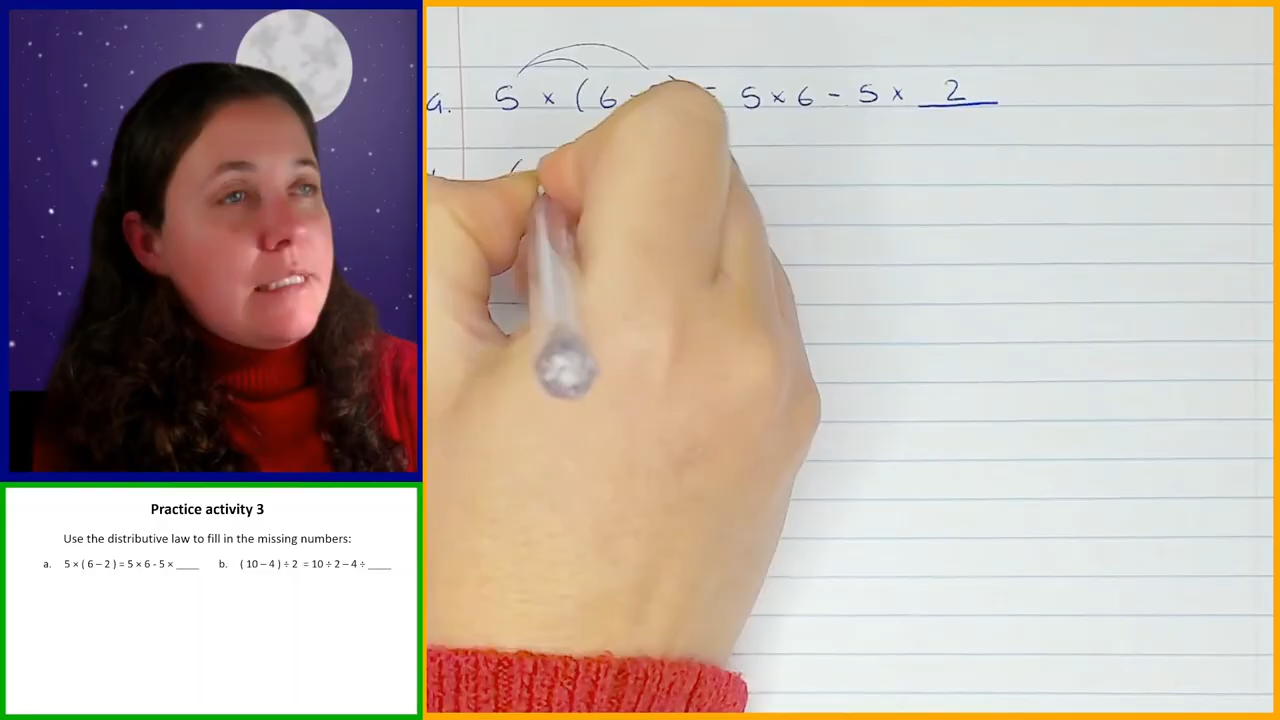 a. 5 × ( 6 - 5 × 6 - 5 × 2
(
Practice activity 3
Use the distributive law to fill in the missing numbers:
a. 5 × ( 6 – 2 ) = 5 × 6 - 5 × ____ b. ( 10 – 4 ) ÷ 2 = 10 ÷ 2 – 4 ÷ ____